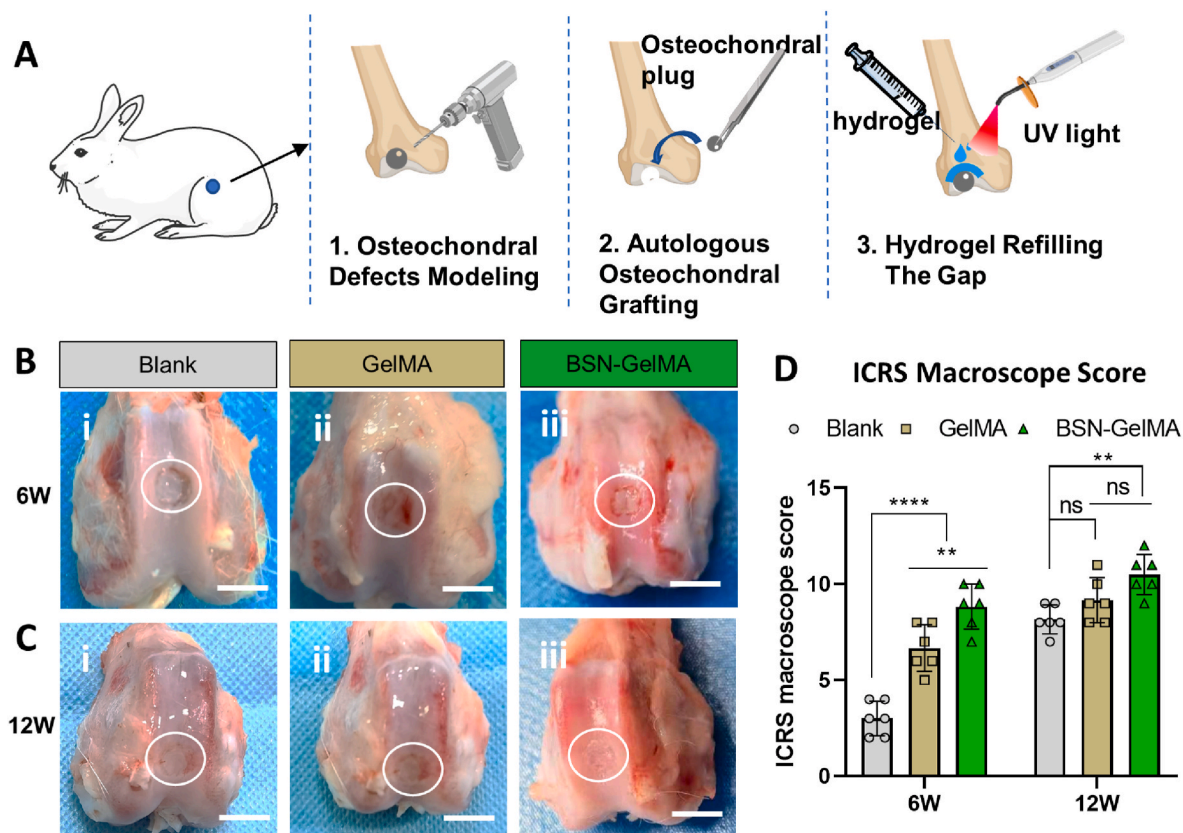 A
1. Osteochondral
Defects Modeling
Osteochondral
plug
2. Autologous
Osteochondral
Grafting
hydrogel
UV light
3. Hydrogel Refilling
The Gap
B
Blank
GelMA
BSN-GelMA
6W
i
ii
iii
C
12W
i
ii
iii
D
ICRS Macroscope Score
Blank GelMA BSN-GelMA
ICRS macroscope score
15
10
5
0
****
**
**
ns
ns
6W
12W